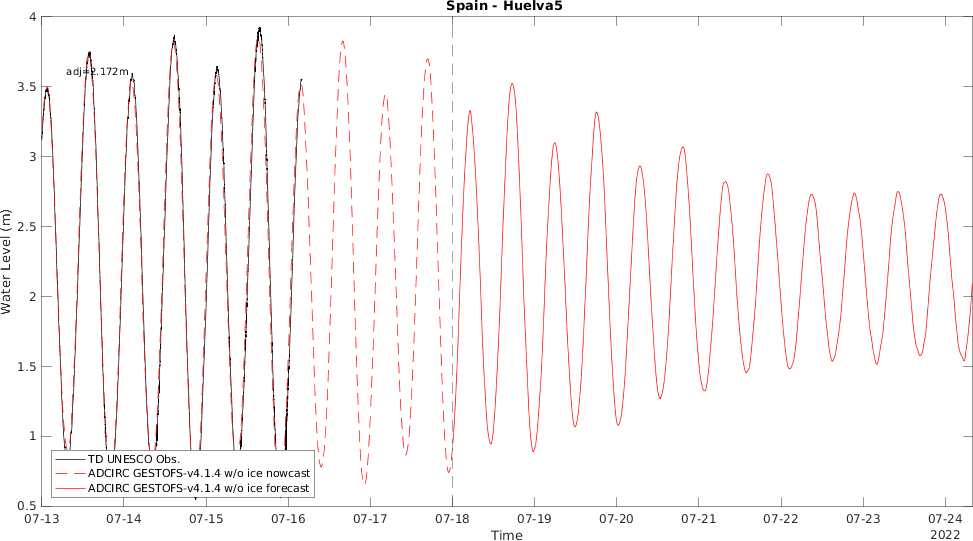 Spain - Huelva5
4
adj=2.172m
3.5
3
2.5
2
1.5
1
0.5
Water Level (m)
TD UNESCO Obs.
ADCIRC GESTOFS-v4.1.4 w/o ice nowcast
ADCIRC GESTOFS-v4.1.4 w/o ice forecast
07-13 07-14 07-15 07-16 07-17 07-18 07-19 07-20 07-21 07-22 07-23 07-24
Time
2022